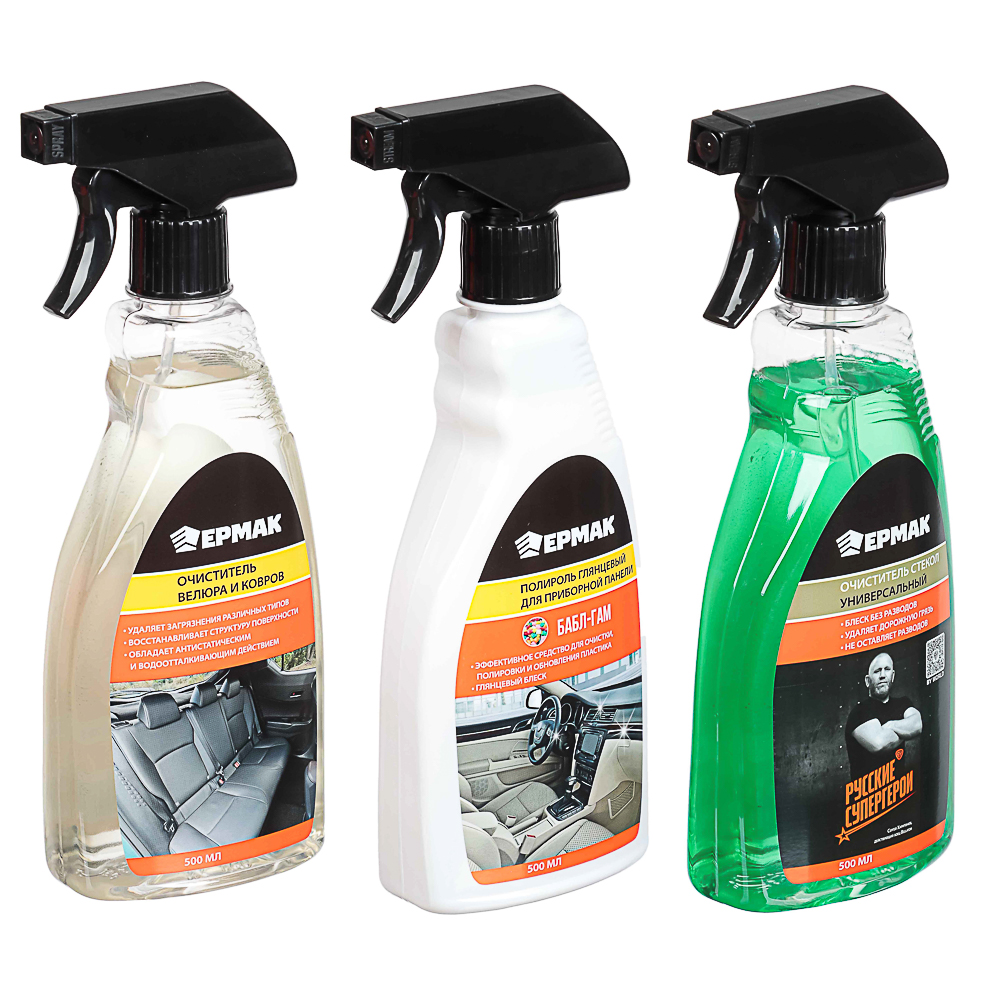 SPRAY
ЕРМАК
ОЧИСТИТЕЛЬ
ВЕЛЮРА И КОВРОВ
• УДАЛЯЕТ ЗАГРЯЗНЕНИЯ РАЗЛИЧНЫХ ТИПОВ
• ВОССТАНАВЛИВАЕТ СТРУКТУРУ ПОВЕРХНОСТИ
• ОБЛАДАЕТ АНТИСТАТИЧЕСКИМ
И ВОДООТТАЛКИВАЮЩИМ ДЕЙСТВИЕМ
500 МЛ
STREAM
ЕРМАК
ПОЛИРОЛЬ ГЛЯНЦЕВЫЙ
ДЛЯ ПРИБОРНОЙ ПАНЕЛИ
БАБЛ-ГАМ
• ЭФФЕКТИВНОЕ СРЕДСТВО ДЛЯ ОЧИСТКИ,
ПОЛИРОВКИ И ОБНОВЛЕНИЯ ПЛАСТИКА
• ГЛЯНЦЕВЫЙ БЛЕСК
500 МЛ
ЕРМАК
ОЧИСТИТЕЛЬ СТЕКОЛ
УНИВЕРСАЛЬНЫЙ
• БЛЕСК БЕЗ РАЗВОДОВ
• УДАЛЯЕТ ДОРОЖНУЮ ГРЯЗЬ
• НЕ ОСТАВЛЯЕТ РАЗВОДОВ
РУССКИЕ
СУПЕРГЕРОИ
500 МЛ